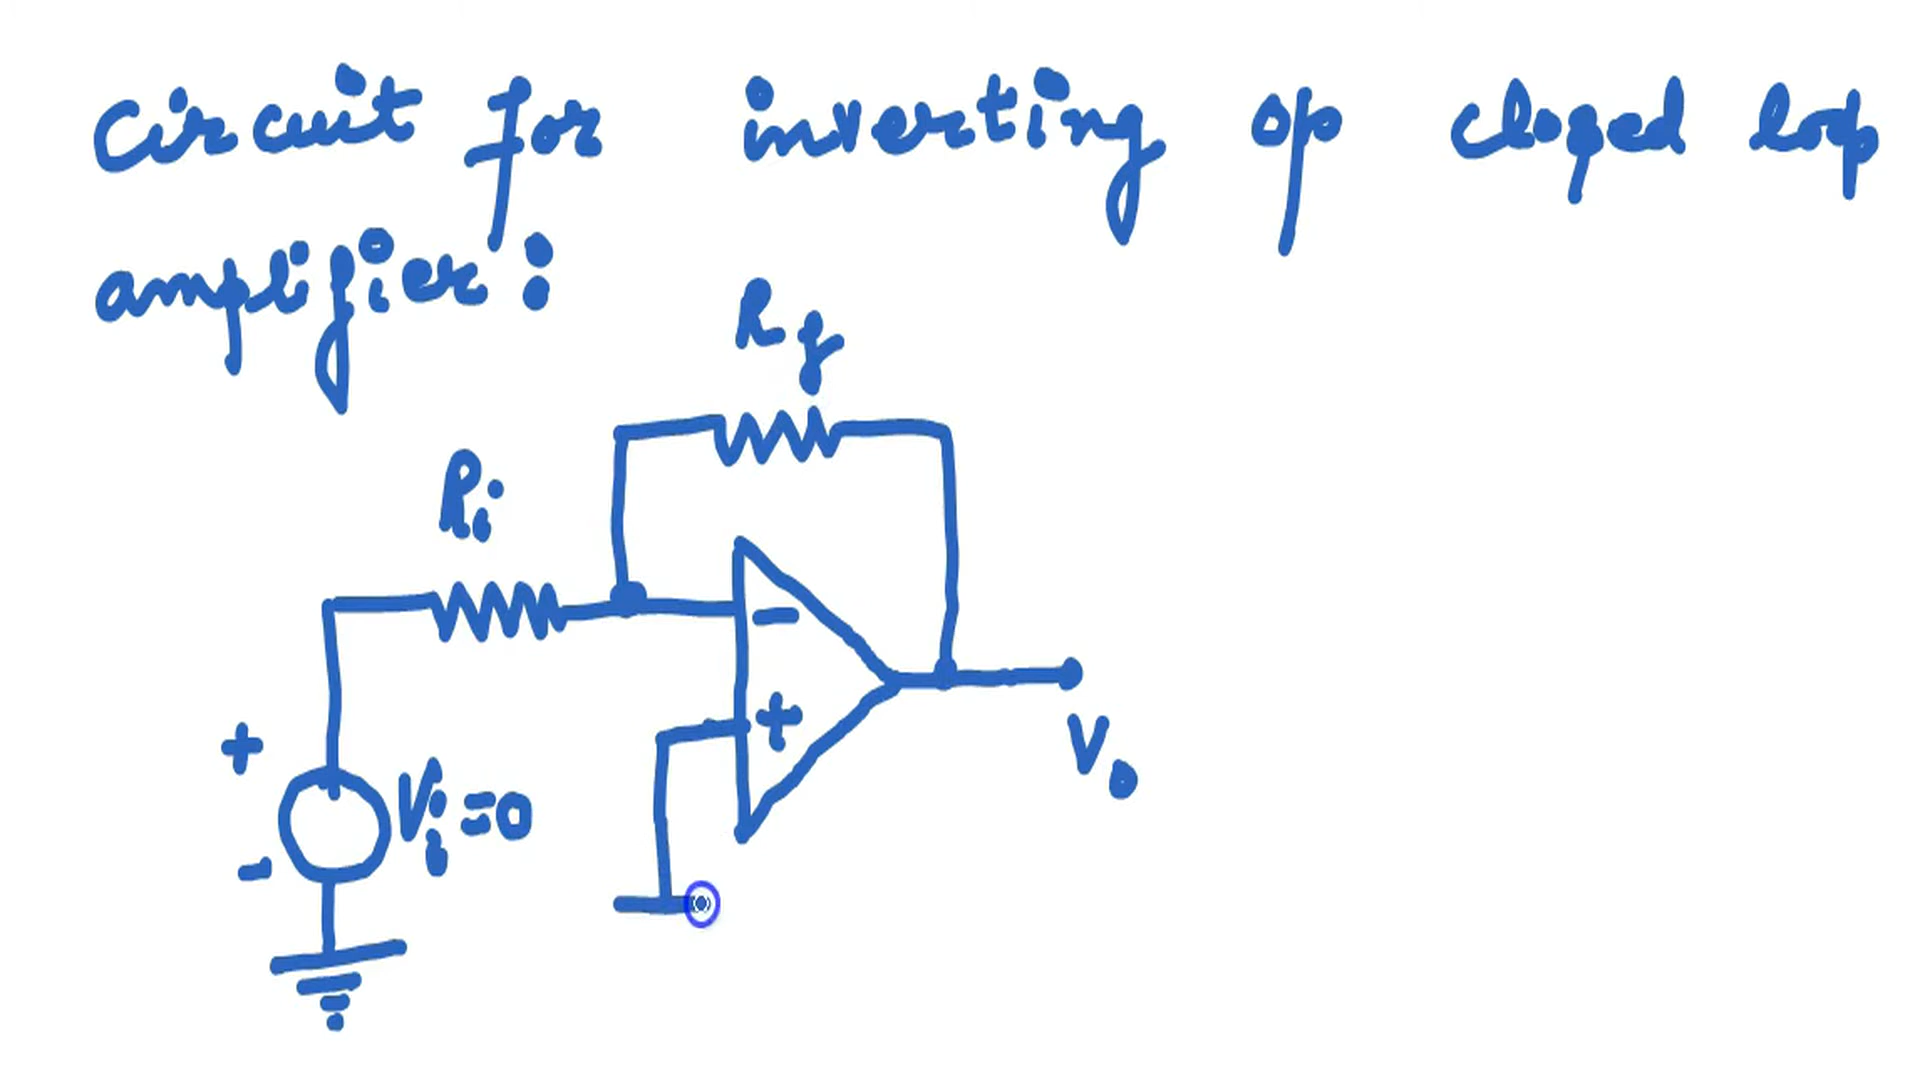 Circuit for inverting op closed loop
amplifier:
Rf
Ri
-
+
+
Vi=0
-
Vo